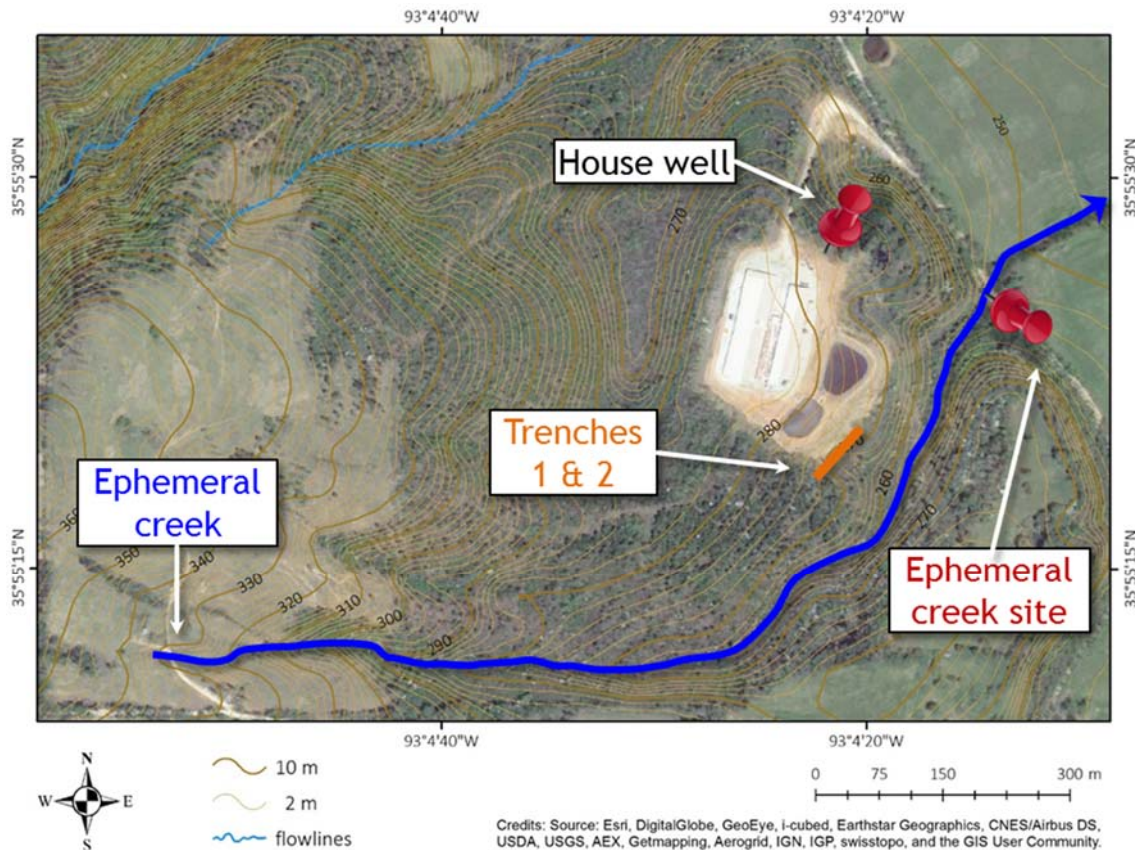 93°4'40"W
93°4'20"W
35°55'30"N
35°55'30"N
House well
250
260
270
280
Trenches
1 & 2
Ephemeral
creek
260
270
360
350
340
330
320
310
300
290
35°55'15"N
35°55'15"N
Ephemeral
creek site
93°4'40"W
93°4'20"W
N
W
E
S
10 m
2 m
flowlines
0 75 150 300 m
Credits: Source: Esri, DigitalGlobe, GeoEye, i-cubed, Earthstar Geographics, CNES/Airbus DS,
USDA, USGS, AEX, Getmapping, Aerogrid, IGN, IGP, swisstopo, and the GIS User Community.